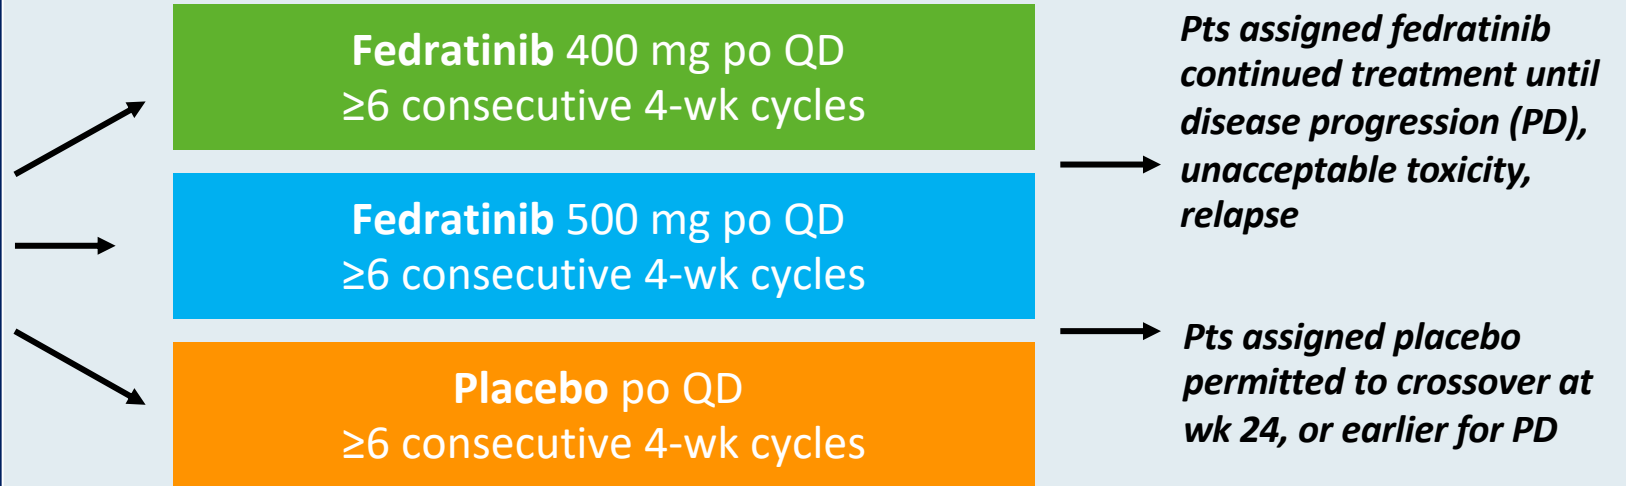 Fedratinib 400 mg po QD
≥6 consecutive 4-wk cycles
Fedratinib 500 mg po QD
≥6 consecutive 4-wk cycles
Placebo po QD
≥6 consecutive 4-wk cycles
Pts assigned fedratinib
continued treatment until
disease progression (PD),
unacceptable toxicity,
relapse
Pts assigned placebo
permitted to crossover at
wk 24, or earlier for PD